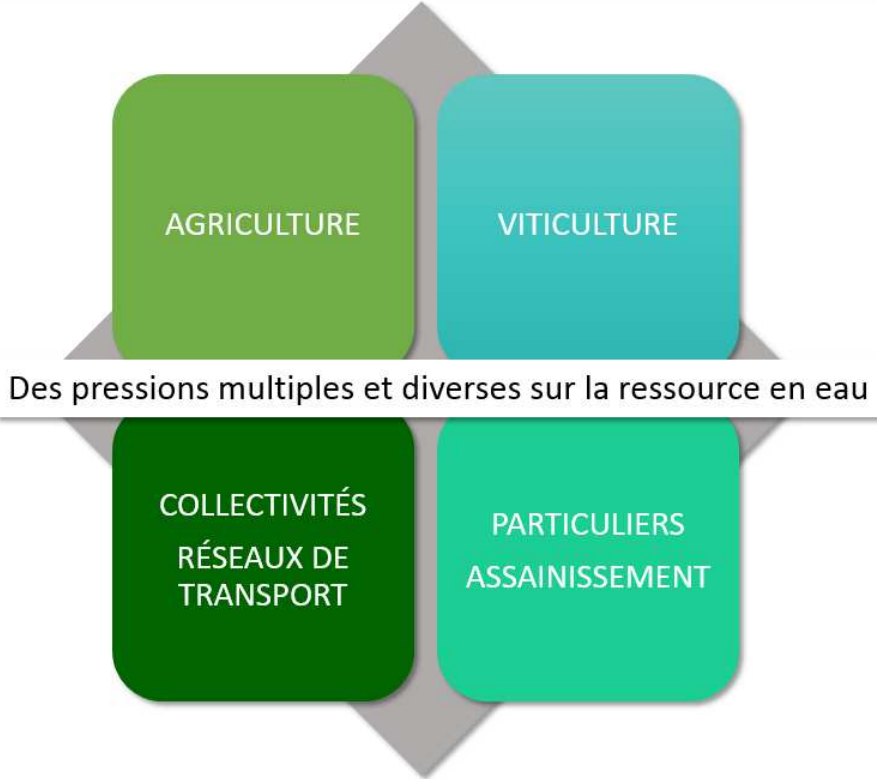 AGRICULTURE
VITICULTURE
Des pressions multiples et diverses sur la ressource en eau
COLLECTIVITÉS
RÉSEAUX DE
TRANSPORT
PARTICULIERS
ASSAINISSEMENT